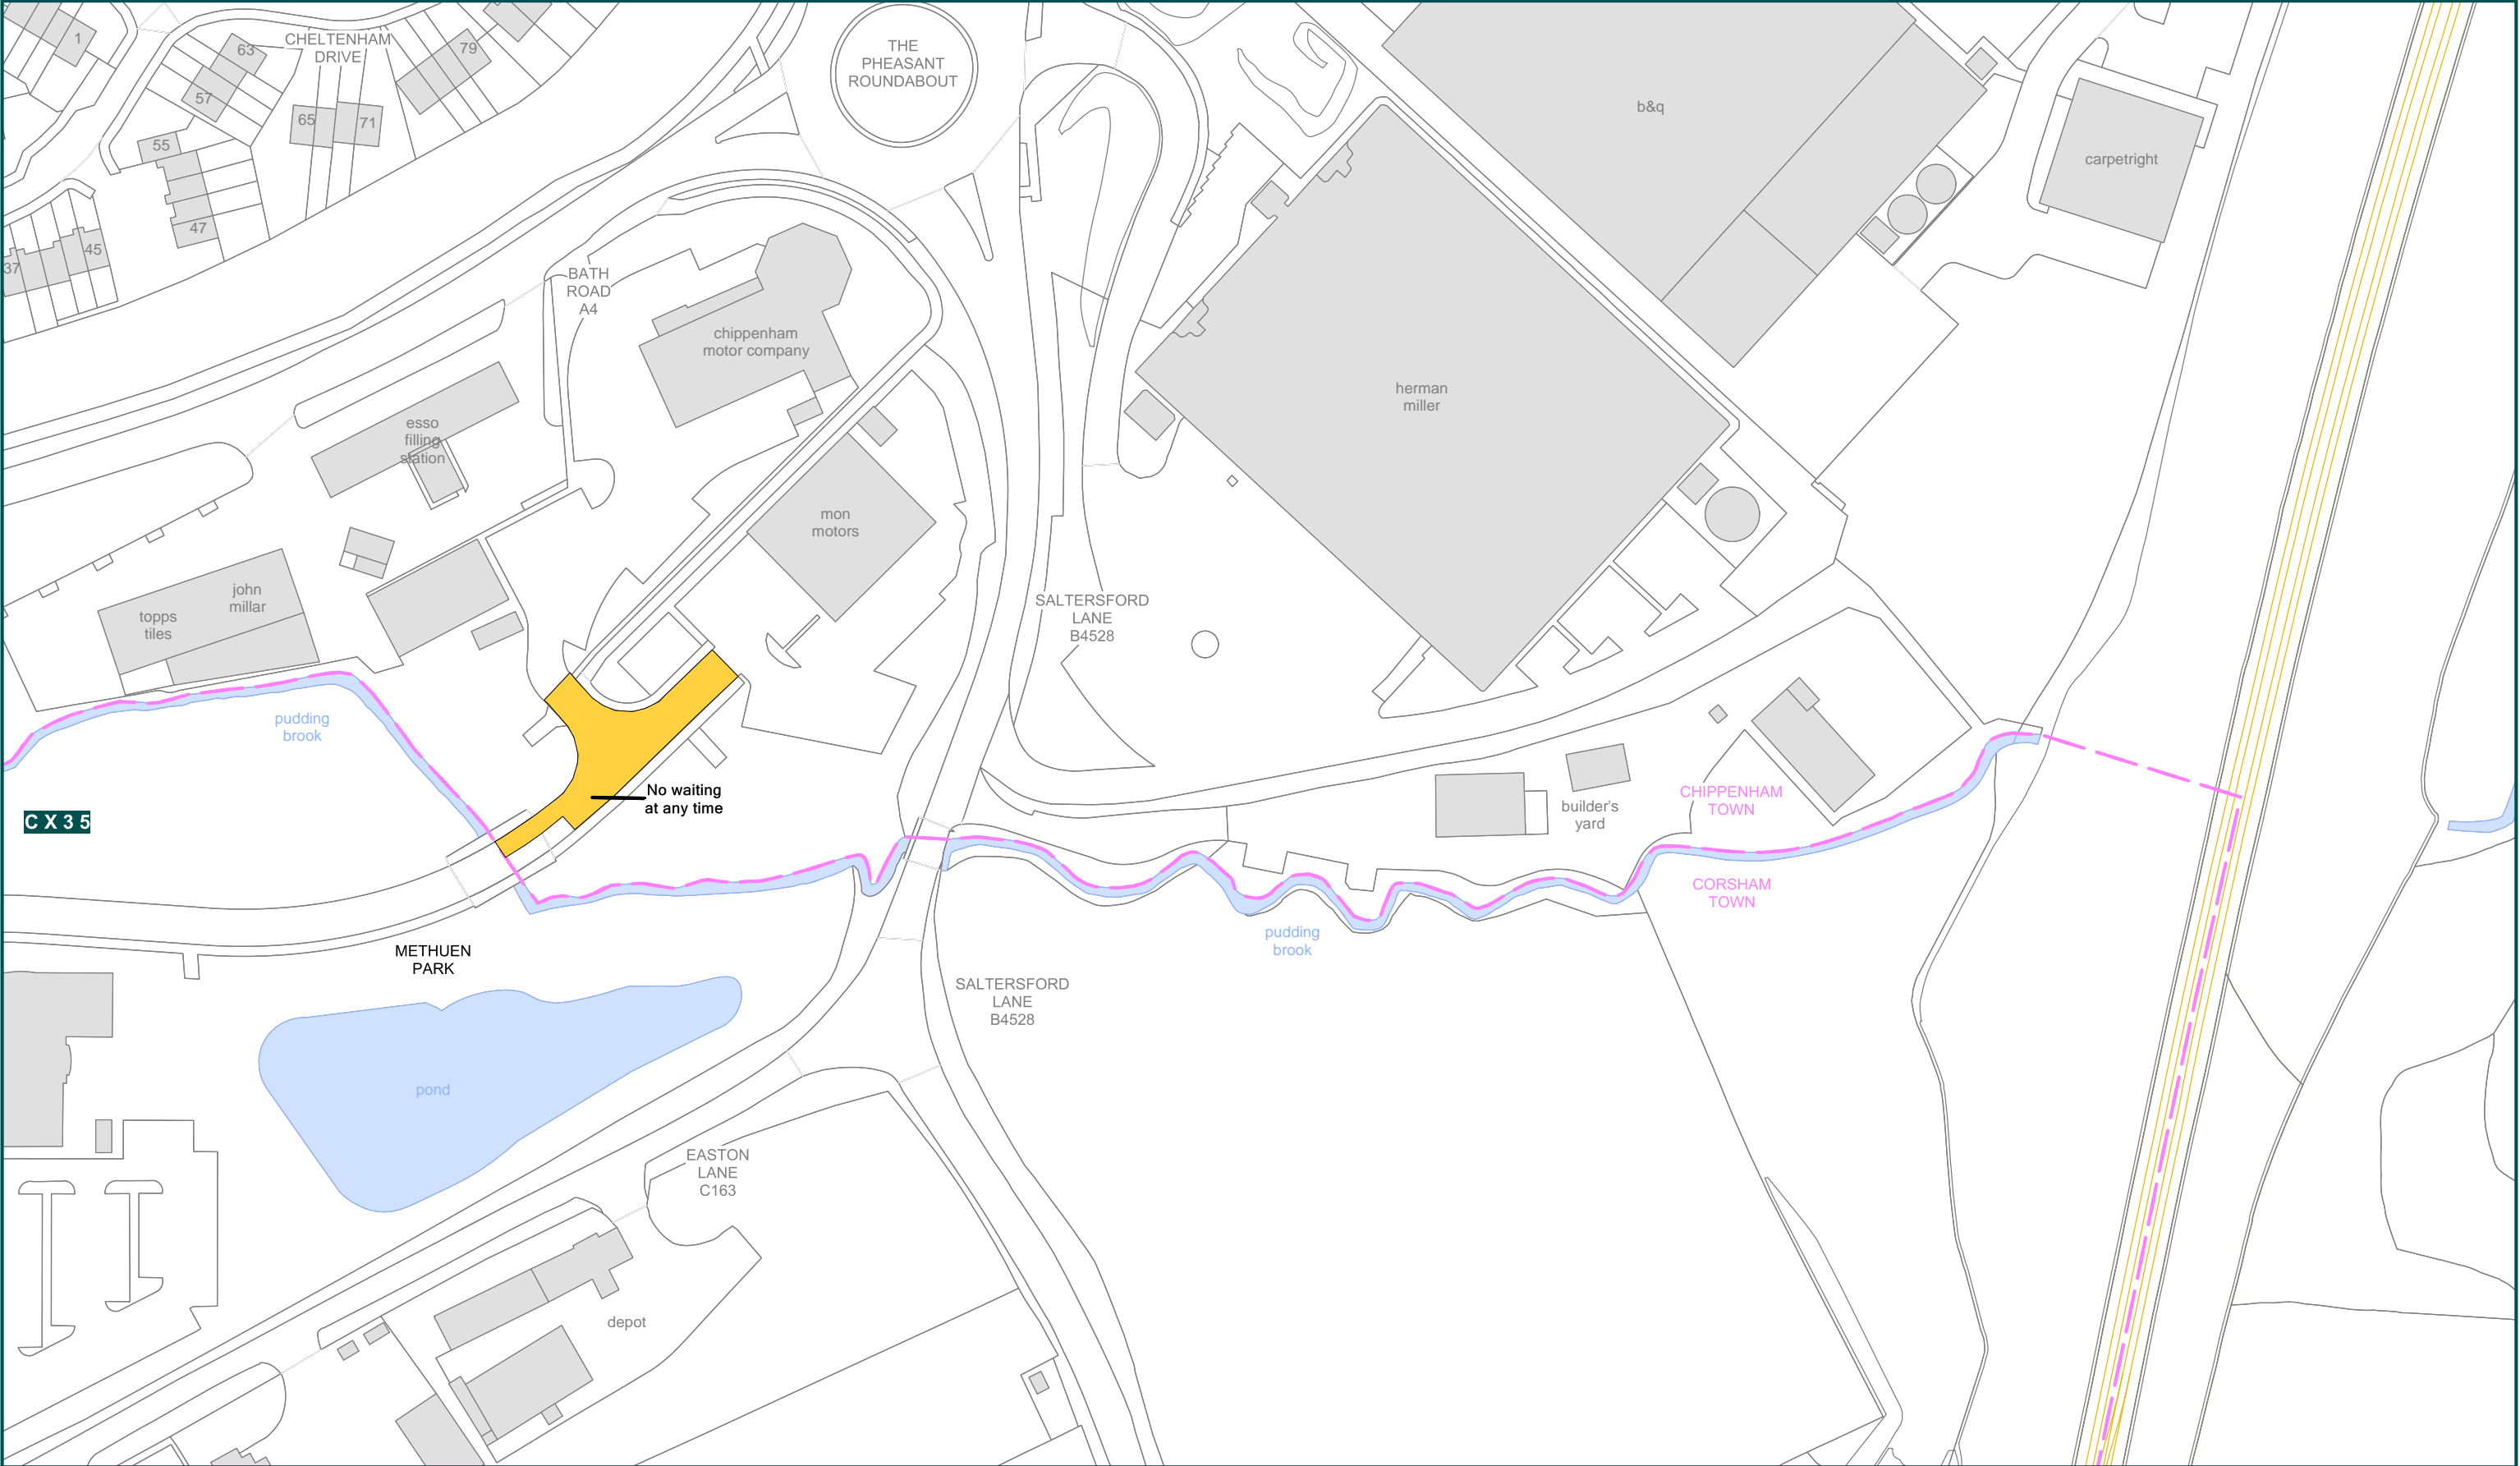 1
63
CHELTENHAM
DRIVE
79
57
65
71
55
47
45
37
THE
PHEASANT
ROUNDABOUT
b&q
carpetright
BATH
ROAD
A4
chippenham
motor company
herman
miller
esso
filling
station
mon
motors
john
millar
topps
tiles
SALTERSFORD
LANE
B4528
pudding
brook
No waiting
at any time
CX35
builder's
yard
CHIPPENHAM
TOWN
CORSHAM
TOWN
pudding
brook
METHUEN
PARK
SALTERSFORD
LANE
B4528
pond
EASTON
LANE
C163
depot